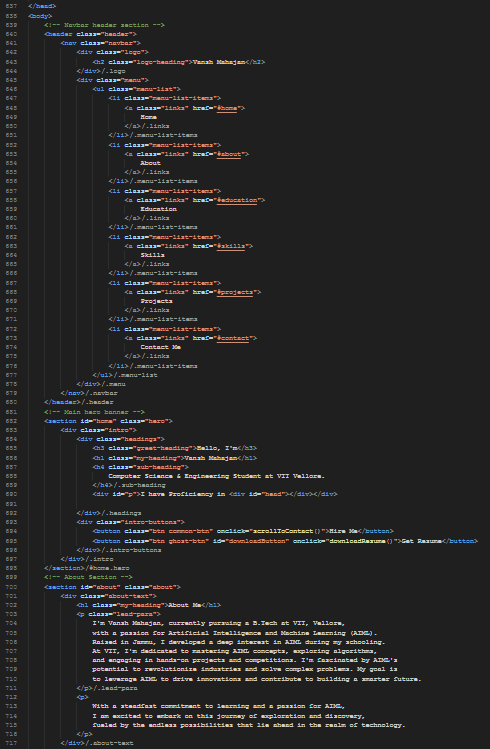 637 </head>
638 <body>
639 <!-- Navbar header section -->
640 <header class="header">
641 <nav class="navbar">
642 <div class="logo">
643 <h2 class="logo-heading">Vansh Mahajan</h2>
644 </div>/.logo
645 <div class="menu">
646 <ul class="menu-list">
647 <li class="menu-list-items">
648 <a class="links" href="#home">
649 Home
650 </a>/.links
651 </li>/.menu-list-items
652 <li class="menu-list-items">
653 <a class="links" href="#about">
654 About
655 </a>/.links
656 </li>/.menu-list-items
657 <li class="menu-list-items">
658 <a class="links" href="#education">
659 Education
660 </a>/.links
661 </li>/.menu-list-items
662 <li class="menu-list-items">
663 <a class="links" href="#skills">
664 Skills
665 </a>/.links
666 </li>/.menu-list-items
667 <li class="menu-list-items">
668 <a class="links" href="#projects">
669 Projects
670 </a>/.links
671 </li>/.menu-list-items
672 <li class="menu-list-items">
673 <a class="links" href="#contact">
674 Contact Me
675 </a>/.links
676 </li>/.menu-list-items
677 </ul>/.menu-list
678 </div>/.menu
679 </nav>/.navbar
680 </header>/.header
681 <!-- Main hero banner -->
682 <section id="home" class="hero">
683 <div class="intro">
684 <div class="headings">
685 <h3 class="greet-heading">Hello, I'm</h3>
686 <h1 class="my-heading">Vansh Mahajan</h1>
687 <h4 class="sub-heading">
688 Computer Science & Engineering Student at VIT Vellore.
689 </h4>/.sub-heading
690 <div id="p">I have Proficiency in <div id="head"></div></div>
691
692 </div>/.headings
693 <div class="intro-buttons">
694 <button class="btn common-btn" onclick="scrollToContact()">Hire Me</button>
695 <button class="btn ghost-btn" id="downloadButton" onclick="downloadResume()">Get Resume</button>
696 </div>/.intro-buttons
697 </div>/.intro
698 </section>/#home.hero
699 <!-- About Section -->
700 <section id="about" class="about">
701 <div class="about-text">
702 <h1 class="my-heading">About Me</h1>
703 <p class="lead-para">
704 I'm Vansh Mahajan, currently pursuing a B.Tech at VIT, Vellore,
705 with a passion for Artificial Intelligence and Machine Learning (AIML).
706 Raised in Jammu, I developed a deep interest in AIML during my schooling.
707 At VIT, I'm dedicated to mastering AIML concepts, exploring algorithms,
708 and engaging in hands-on projects and competitions. I'm fascinated by AIML's
709 potential to revolutionize industries and solve complex problems. My goal is
710 to leverage AIML to drive innovations and contribute to building a smarter future.
711 </p>/.lead-para
712 <p>
713 With a steadfast commitment to learning and a passion for AIML,
714 I am excited to embark on this journey of exploration and discovery,
715 fueled by the endless possibilities that lie ahead in the realm of technology.
716 </p>
717 </div>/.about-text